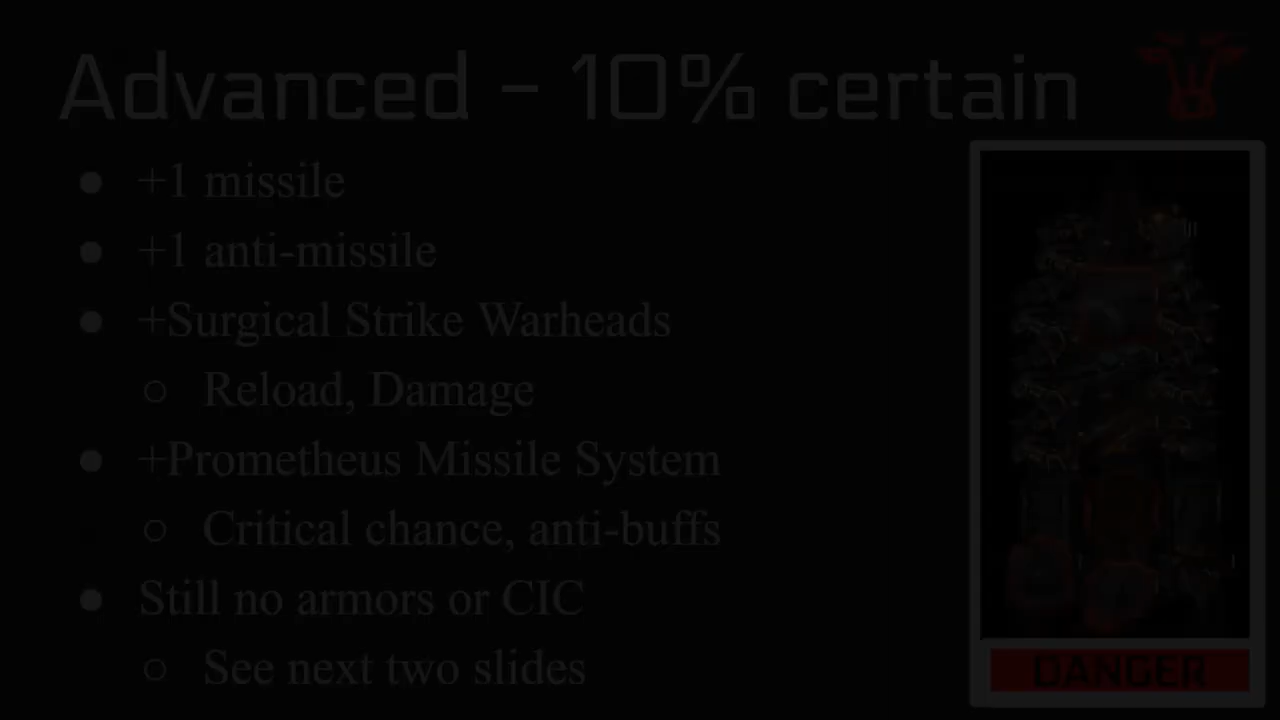 Advanced - 10% certain
● +1 missile
● +1 anti-missile
● +Surgical Strike Warheads
○ Reload, Damage
● +Prometheus Missile System
○ Critical chance, anti-buffs
● Still no armors or CIC
○ See next two slides
DANGER